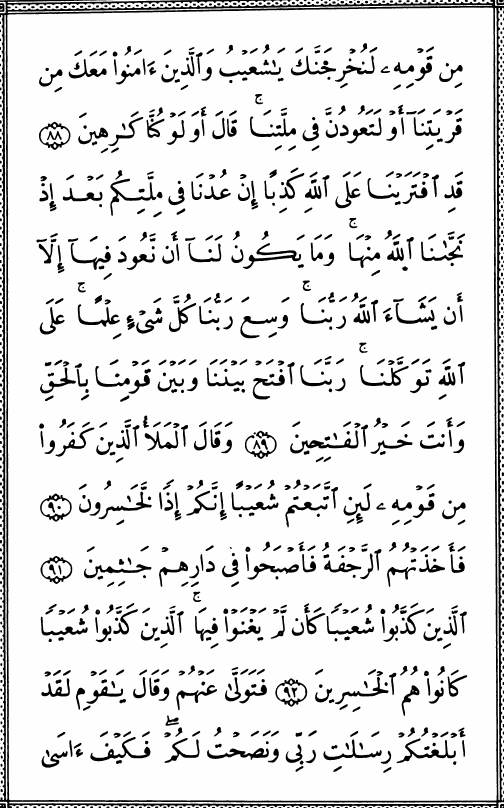 مِن قَوْمِهِۦ لَنُخْرِجَنَّكَ يَٰشُعَيْبُ وَٱلَّذِينَ ءَامَنُوا۟ مَعَكَ مِن
قَرْيَتِنَآ أَوْ لَتَعُودُنَّ فِى مِلَّتِنَا ۚ قَالَ أَوَلَوْ كُنَّا كَٰرِهِينَ ٨٨
قَدِ ٱفْتَرَيْنَا عَلَى ٱللَّهِ كَذِبًا إِنْ عُدْنَا فِى مِلَّتِكُم بَعْدَ إِذْ
نَجَّىٰنَا ٱللَّهُ مِنْهَا ۚ وَمَا يَكُونُ لَنَآ أَن نَّعُودَ فِيهَآ إِلَّآ
أَن يَشَآءَ ٱللَّهُ رَبُّنَا ۚ وَسِعَ رَبُّنَا كُلَّ شَىْءٍ عِلْمًا ۚ عَلَى
ٱللَّهِ تَوَكَّلْنَا ۚ رَبَّنَا ٱفْتَحْ بَيْنَنَا وَبَيْنَ قَوْمِنَا بِٱلْحَقِّ
وَأَنتَ خَيْرُ ٱلْفَٰتِحِينَ ٨٩ وَقَالَ ٱلْمَلَأُ ٱلَّذِينَ كَفَرُوا۟
مِن قَوْمِهِۦ لَئِنِ ٱتَّبَعْتُمْ شُعَيْبًا إِنَّكُمْ إِذًا لَّخَٰسِرُونَ ٩٠
فَأَخَذَتْهُمُ ٱلرَّجْفَةُ فَأَصْبَحُوا۟ فِى دَارِهِمْ جَٰثِمِينَ ٩١
ٱلَّذِينَ كَذَّبُوا۟ شُعَيْبًا كَأَن لَّمْ يَغْنَوْا۟ فِيهَا ۚ ٱلَّذِينَ كَذَّبُوا۟ شُعَيْبًا
كَانُوا۟ هُمُ ٱلْخَٰسِرِينَ ٩٢ فَتَوَلَّىٰ عَنْهُمْ وَقَالَ يَٰقَوْمِ لَقَدْ
أَبْلَغْتُكُمْ رِسَٰلَٰتِ رَبِّى وَنَصَحْتُ لَكُمْ ۖ فَكَيْفَ ءَاسَىٰ